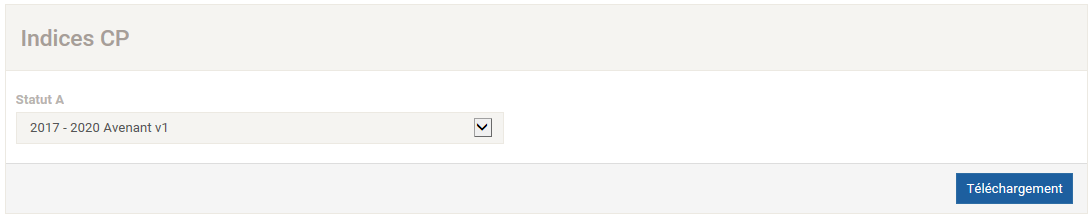 Indices CP
Statut A
2017 - 2020 Avenant v1
Téléchargement